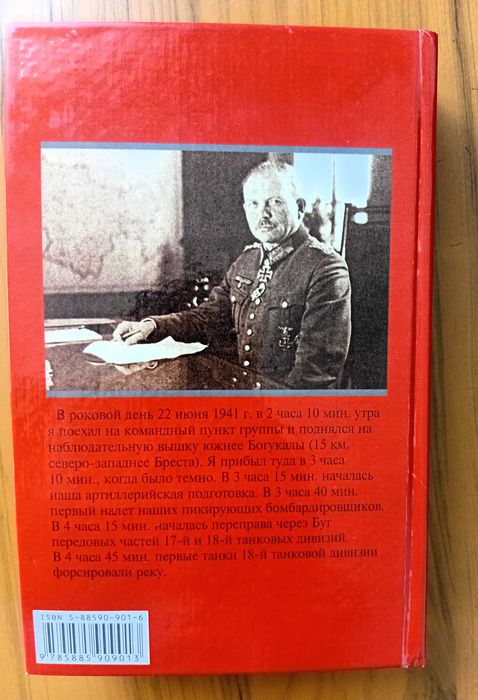 В роковой день 22 июня 1941 г. в 2 часа 10 мин. утра
я поехал на командный пункт группы и поднялся на
наблюдательную вышку южнее Богукалы (15 км.
северо-западнее Бреста). Я прибыл туда в 3 часа
10 мин., когда было темно. В 3 часа 15 мин. началась
наша артиллерийская подготовка. В 3 часа 40 мин.
первый налет наших пикирующих бомбардировщиков.
В 4 часа 15 мин. началась переправа через Буг
передовых частей 17-й и 18-й танковых дивизий.
В 4 часа 45 мин. первые танки 18-й танковой дивизии
форсировали реку.
ISBN 5-88590-901-6
9785885909013